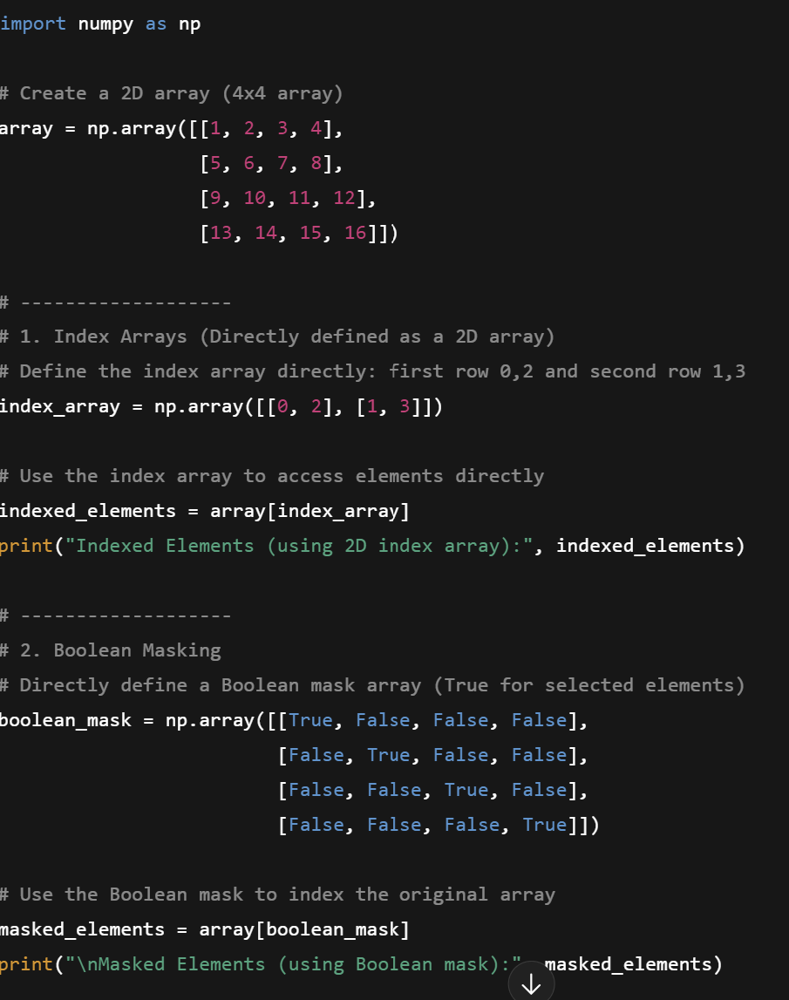 import numpy as np
# Create a 2D array (4x4 array)
array = np.array([[1, 2, 3, 4],
[5, 6, 7, 8],
[9, 10, 11, 12],
[13, 14, 15, 16]])
# -------------------
# 1. Index Arrays (Directly defined as a 2D array)
# Define the index array directly: first row 0,2 and second row 1,3
index_array = np.array([[0, 2], [1, 3]])
# Use the index array to access elements directly
indexed_elements = array[index_array]
print("Indexed Elements (using 2D index array):", indexed_elements)
# -------------------
# 2. Boolean Masking
# Directly define a Boolean mask array (True for selected elements)
boolean_mask = np.array([[True, False, False, False],
[False, True, False, False],
[False, False, True, False],
[False, False, False, True]])
# Use the Boolean mask to index the original array
masked_elements = array[boolean_mask]
print("\nMasked Elements (using Boolean mask):" masked_elements)